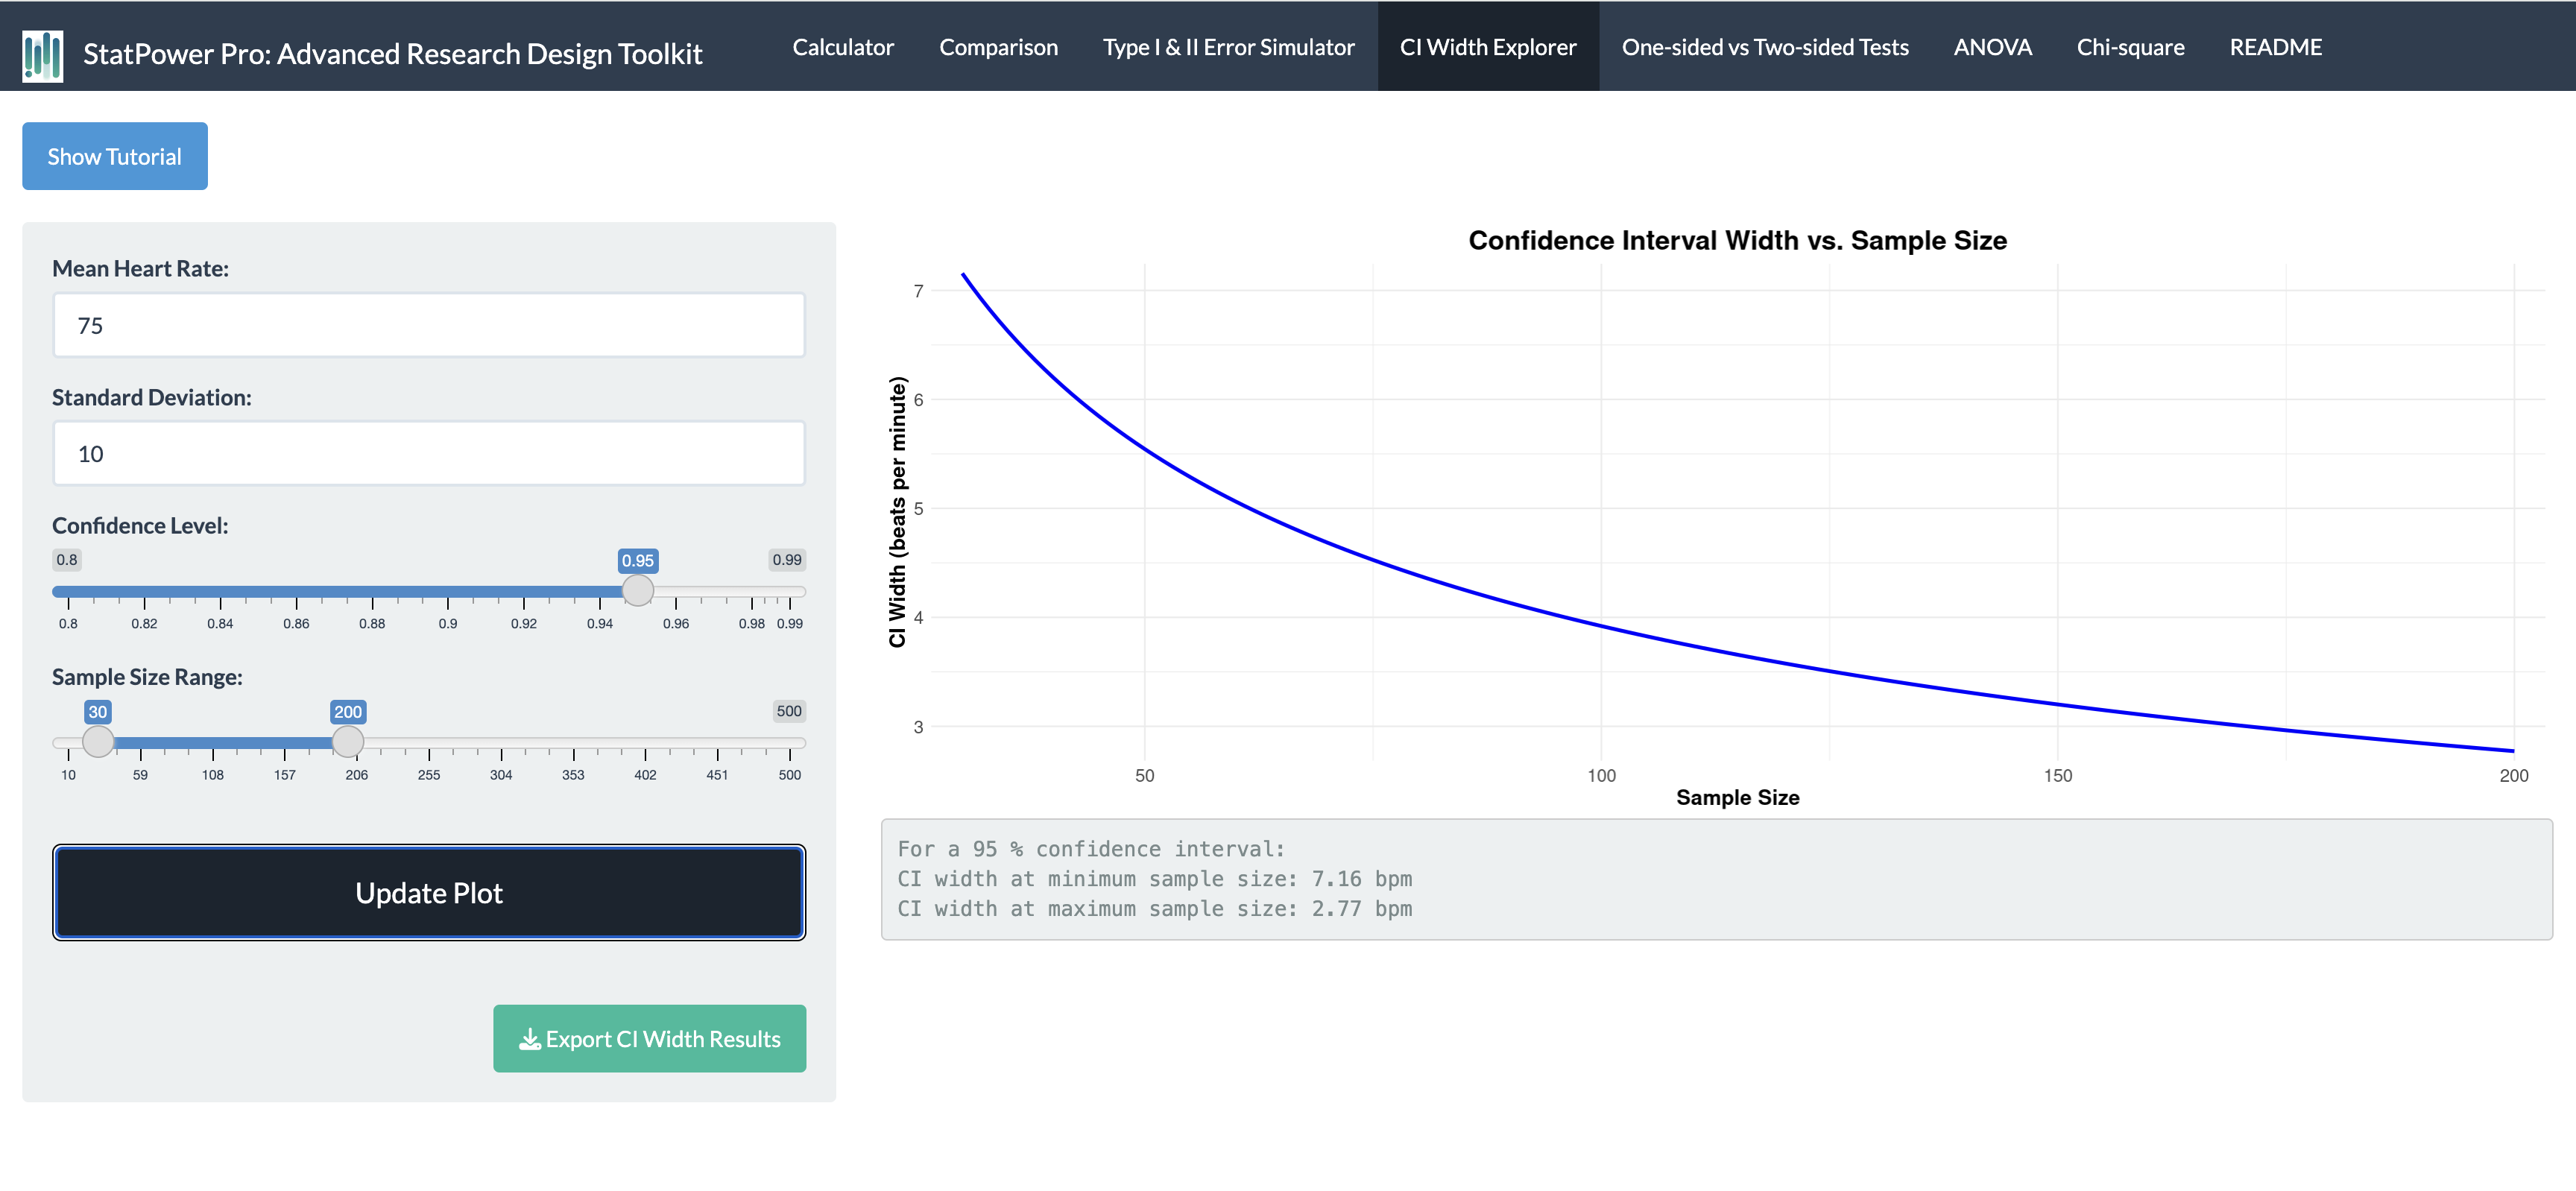 StatPower Pro: Advanced Research Design Toolkit
Calculator
Comparison
Type I & II Error Simulator
CI Width Explorer
One-sided vs Two-sided Tests
ANOVA
Chi-square
README
Show Tutorial
Mean Heart Rate:
75
Standard Deviation:
10
Confidence Level:
0.8 0.95 0.99
0.8 0.82 0.84 0.86 0.88 0.9 0.92 0.94 0.96 0.98 0.99
Sample Size Range:
30 200 500
10 59 108 157 206 255 304 353 402 451 500
Update Plot
Export CI Width Results
Confidence Interval Width vs. Sample Size
CI Width (beats per minute)
7
6
5
4
3
50 100 150 200
Sample Size
For a 95 % confidence interval:
CI width at minimum sample size: 7.16 bpm
CI width at maximum sample size: 2.77 bpm